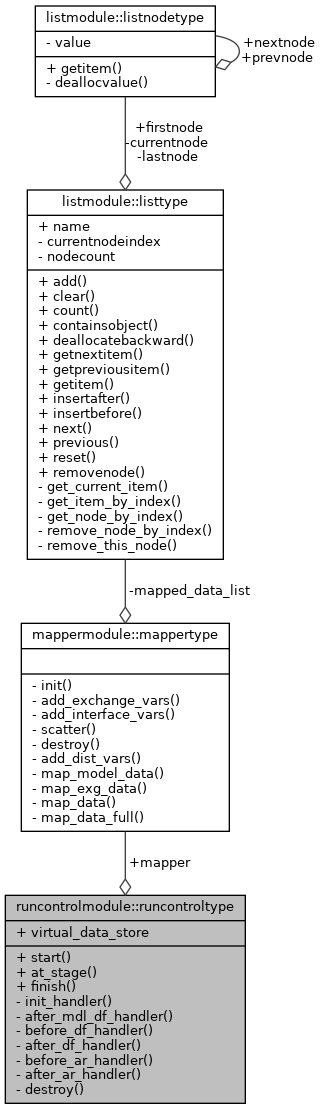 listmodule::listnodetype
- value
+ getitem()
- deallocvalue()
+nextnode
+prevnode
+firstnode
-currentnode
-lastnode
listmodule::listtype
+ name
- currentnodeindex
- nodecount
+ add()
+ clear()
+ count()
+ containsobject()
+ deallocatebackward()
+ getnextitem()
+ getpreviousitem()
+ getitem()
+ insertafter()
+ insertbefore()
+ next()
+ previous()
+ reset()
+ removenode()
- get_current_item()
- get_item_by_index()
- get_node_by_index()
- remove_node_by_index()
- remove_this_node()
-mapped_data_list
mappermodule::mappertype
- init()
- add_exchange_vars()
- add_interface_vars()
- scatter()
- destroy()
- add_dist_vars()
- map_model_data()
- map_exg_data()
- map_data()
- map_data_full()
+mapper
runcontrolmodule::runcontroltype
+ virtual_data_store
+ start()
+ at_stage()
+ finish()
- init_handler()
- after_mdl_df_handler()
- before_df_handler()
- after_df_handler()
- before_ar_handler()
- after_ar_handler()
- destroy()